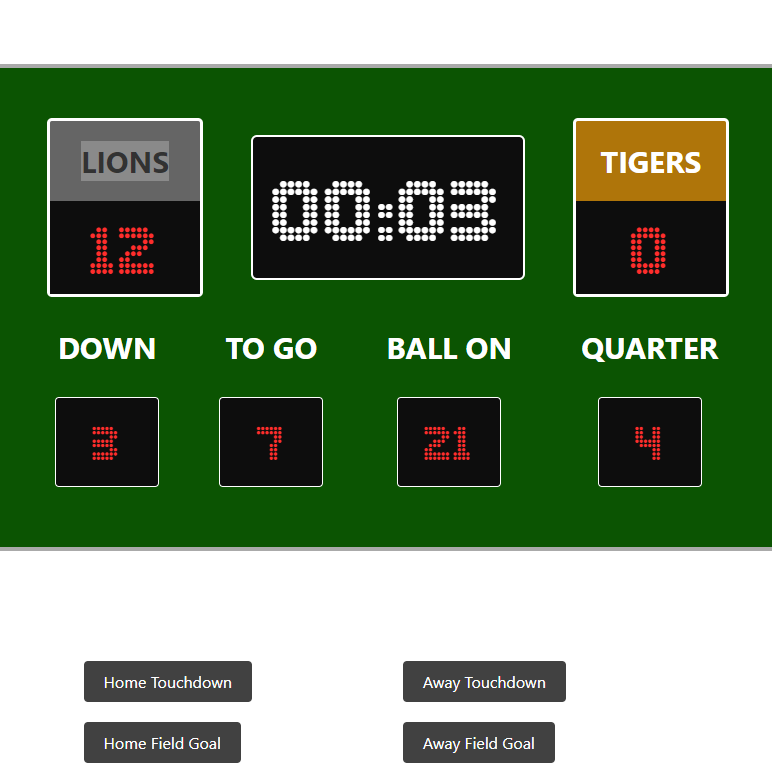 LIONS
TIGERS
00:03
12
0
DOWN
TO GO
BALL ON
QUARTER
3
7
21
4
Home Touchdown
Away Touchdown
Home Field Goal
Away Field Goal